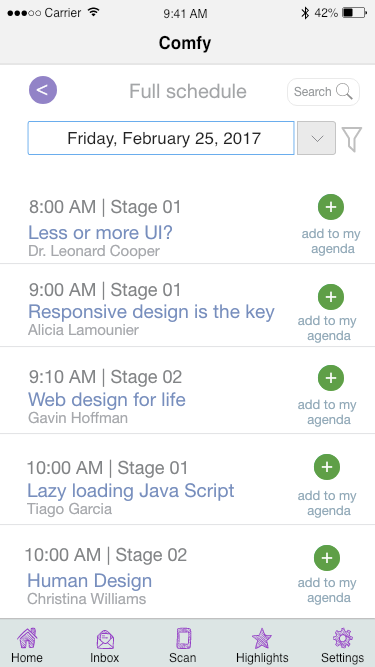 Carrier 9:41 AM 42%
Comfy
< Full schedule Search
Friday, February 25, 2017
8:00 AM | Stage 01
Less or more UI?
Dr. Leonard Cooper
add to my
agenda
9:00 AM | Stage 01
Responsive design is the key
Alicia Lamounier
add to my
agenda
9:10 AM | Stage 02
Web design for life
Gavin Hoffman
add to my
agenda
10:00 AM | Stage 01
Lazy loading Java Script
Tiago Garcia
add to my
agenda
10:00 AM | Stage 02
Human Design
Christina Williams
add to my
agenda
Home Inbox Scan Highlights Settings